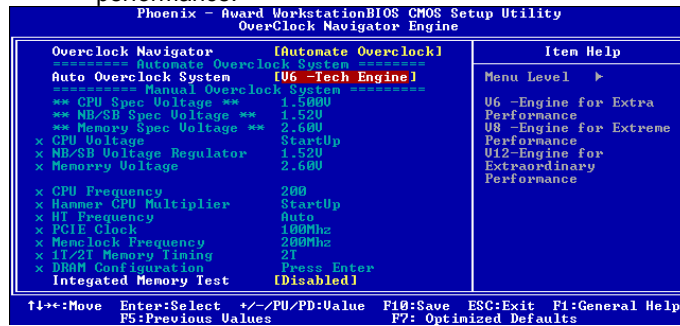 performance.
Phoenix - Award WorkstationBIOS CMOS Setup Utility
OverClock Navigator Engine
Overclock Navigator [Automate Overclock]
========= Automate Overclock System ========
Auto Overclock System [V6 -Tech Engine]
========== Manual Overclock System =========
** CPU Spec Voltage ** 1.500V
** NB/SB Spec Voltage ** 1.52V
** Memory Spec Voltage ** 2.60V
x CPU Voltage StartUp
x NB/SB Voltage Regulator 1.52V
x Memorry Voltage 2.60V
x CPU Frequency 200
x Hammer CPU Multiplier StartUp
x HT Frequency Auto
x PCIE Clock 100Mhz
x Memclock Frequency 200Mhz
x 1T/2T Memory Timing 2T
x DRAM Configuration Press Enter
Integated Memory Test [Disabled]
Item Help
Menu Level ►
V6 -Engine for Extra
Performance
V8 -Engine for Extreme
Performance
V12-Engine for
Extraordinary
Performance
↑↓→←:Move Enter:Select +/-/PU/PD:Value F10:Save ESC:Exit F1:General Help
F5:Previous Values F7: Optimized Defaults